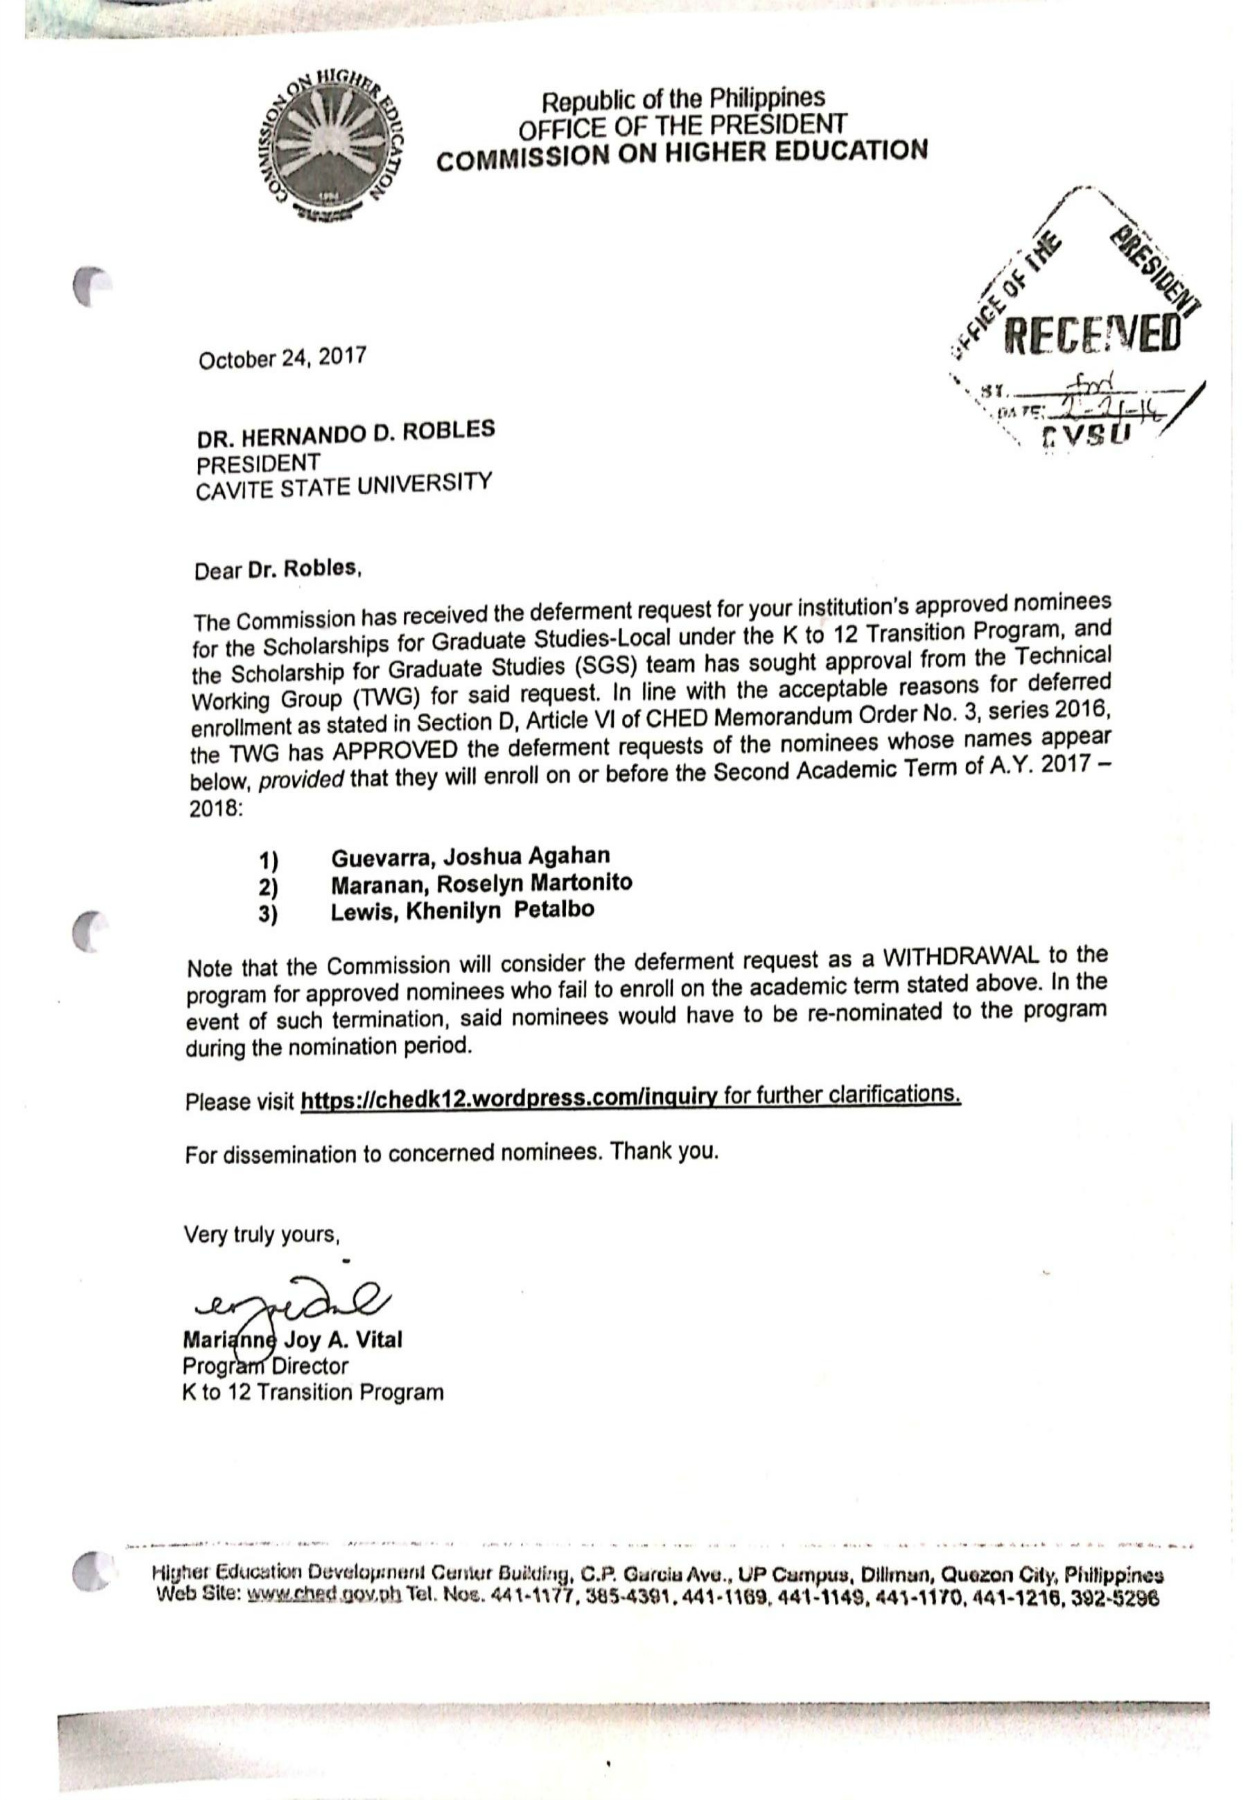 COMMISSION ON HIGHER EDUCATION
Republic of the Philippines
OFFICE OF THE PRESIDENT
COMMISSION ON HIGHER EDUCATION
OFFICE OF THE PRESIDENT
RECEIVED
BY.
DATE:
CVSU
October 24, 2017
DR. HERNANDO D. ROBLES
PRESIDENT
CAVITE STATE UNIVERSITY
Dear Dr. Robles,
The Commission has received the deferment request for your institution's approved nominees
for the Scholarships for Graduate Studies-Local under the K to 12 Transition Program, and
the Scholarship for Graduate Studies (SGS) team has sought approval from the Technical
Working Group (TWG) for said request. In line with the acceptable reasons for deferred
enrollment as stated in Section D, Article VI of CHED Memorandum Order No. 3, series 2016,
the TWG has APPROVED the deferment requests of the nominees whose names appear
below, provided that they will enroll on or before the Second Academic Term of A.Y. 2017 –
2018:
1) Guevarra, Joshua Agahan
2) Maranan, Roselyn Martonito
3) Lewis, Khenilyn Petalbo
Note that the Commission will consider the deferment request as a WITHDRAWAL to the
program for approved nominees who fail to enroll on the academic term stated above. In the
event of such termination, said nominees would have to be re-nominated to the program
during the nomination period.
Please visit https://chedk12.wordpress.com/inquiry for further clarifications.
For dissemination to concerned nominees. Thank you.
Very truly yours,
Marianne Joy A. Vital
Program Director
K to 12 Transition Program
Higher Education Development Center Building, C.P. Garcia Ave., UP Campus, Diliman, Quezon City, Philippines
Web Site: www.ched.gov.ph Tel. Nos. 441-1177, 385-4391, 441-1169, 441-1149, 441-1170, 441-1216, 392-5296